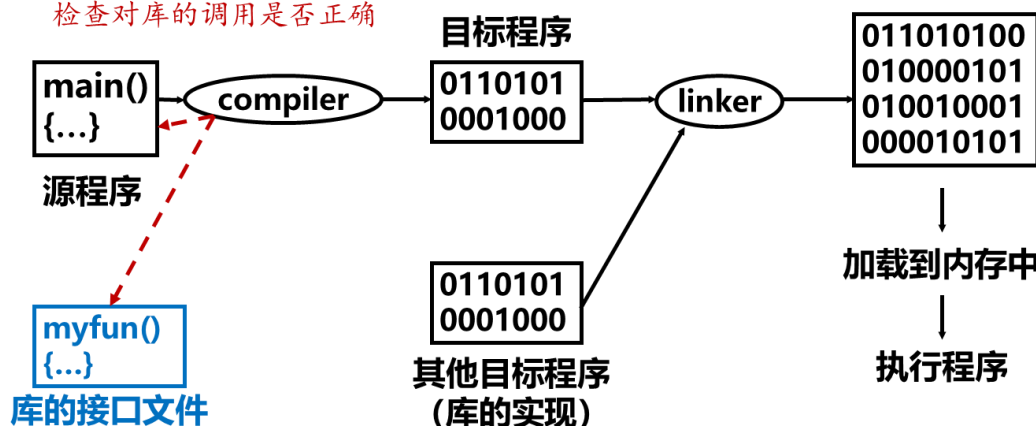 检查对库的调用是否正确
main()
{…}
源程序
compiler
目标程序
0110101
0001000
linker
011010100
010000101
010010001
000010101
加载到内存中
执行程序
myfun()
{…}
库的接口文件
0110101
0001000
其他目标程序
（库的实现）